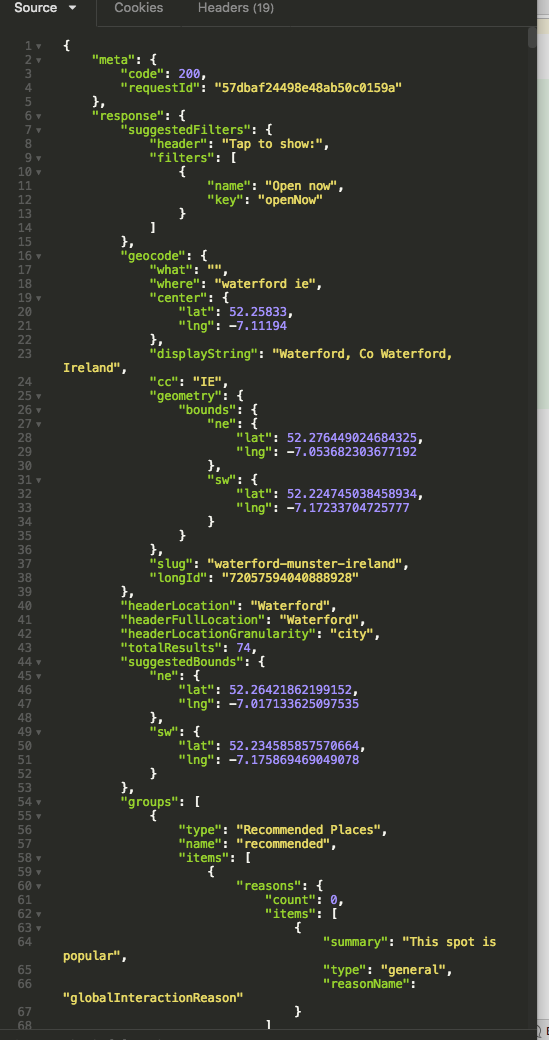 Source Cookies Headers (19)
1 {
2 "meta": {
3 "code": 200,
4 "requestId": "57dbaf24498e48ab50c0159a"
5 },
6 "response": {
7 "suggestedFilters": {
8 "header": "Tap to show:",
9 "filters": [
10 {
11 "name": "Open now",
12 "key": "openNow"
13 }
14 ]
15 },
16 "geocode": {
17 "what": "",
18 "where": "waterford ie",
19 "center": {
20 "lat": 52.25833,
21 "lng": -7.11194
22 },
23 "displayString": "Waterford, Co Waterford,
Ireland",
24 "cc": "IE",
25 "geometry": {
26 "bounds": {
27 "ne": {
28 "lat": 52.276449024684325,
29 "lng": -7.053682303677192
30 },
31 "sw": {
32 "lat": 52.224745038458934,
33 "lng": -7.17233704725777
34 }
35 }
36 },
37 "slug": "waterford-munster-ireland",
38 "longId": "72057594040888928"
39 },
40 "headerLocation": "Waterford",
41 "headerFullLocation": "Waterford",
42 "headerLocationGranularity": "city",
43 "totalResults": 74,
44 "suggestedBounds": {
45 "ne": {
46 "lat": 52.26421862199152,
47 "lng": -7.017133625097535
48 },
49 "sw": {
50 "lat": 52.234585857570664,
51 "lng": -7.175869469049078
52 }
53 },
54 "groups": [
55 {
56 "type": "Recommended Places",
57 "name": "recommended",
58 "items": [
59 {
60 "reasons": {
61 "count": 0,
62 "items": [
63 {
64 "summary": "This spot is
popular",
65 "type": "general",
66 "reasonName":
"globalInteractionReason"
67 }
68 ]